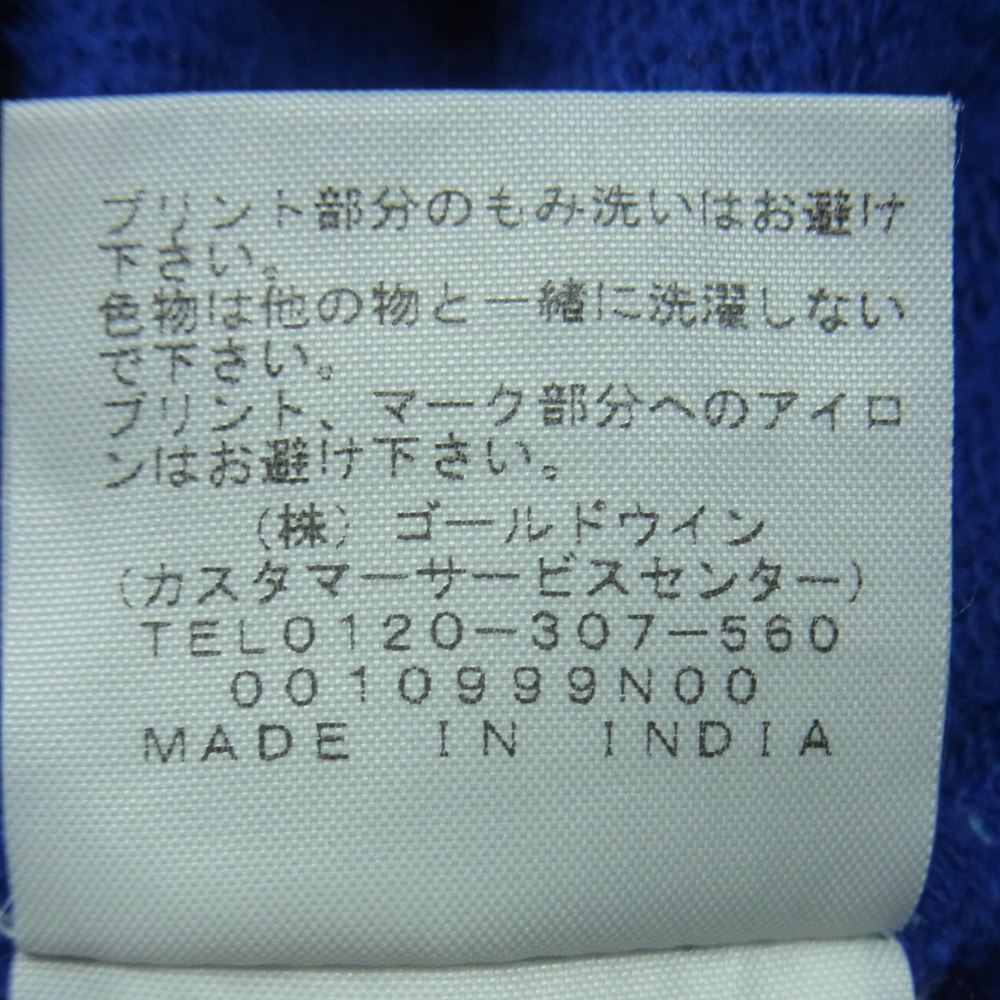 プリント部分のもみ洗いはお避け
下さい。
色物は他の物と一緒に洗濯しない
で下さい。
プリント、マーク部分へのアイロ
ンはお避け下さい。
(株)ゴールドウイン
(カスタマーサービスセンター)
TEL0120-307-560
0010999N00
MADE IN INDIA